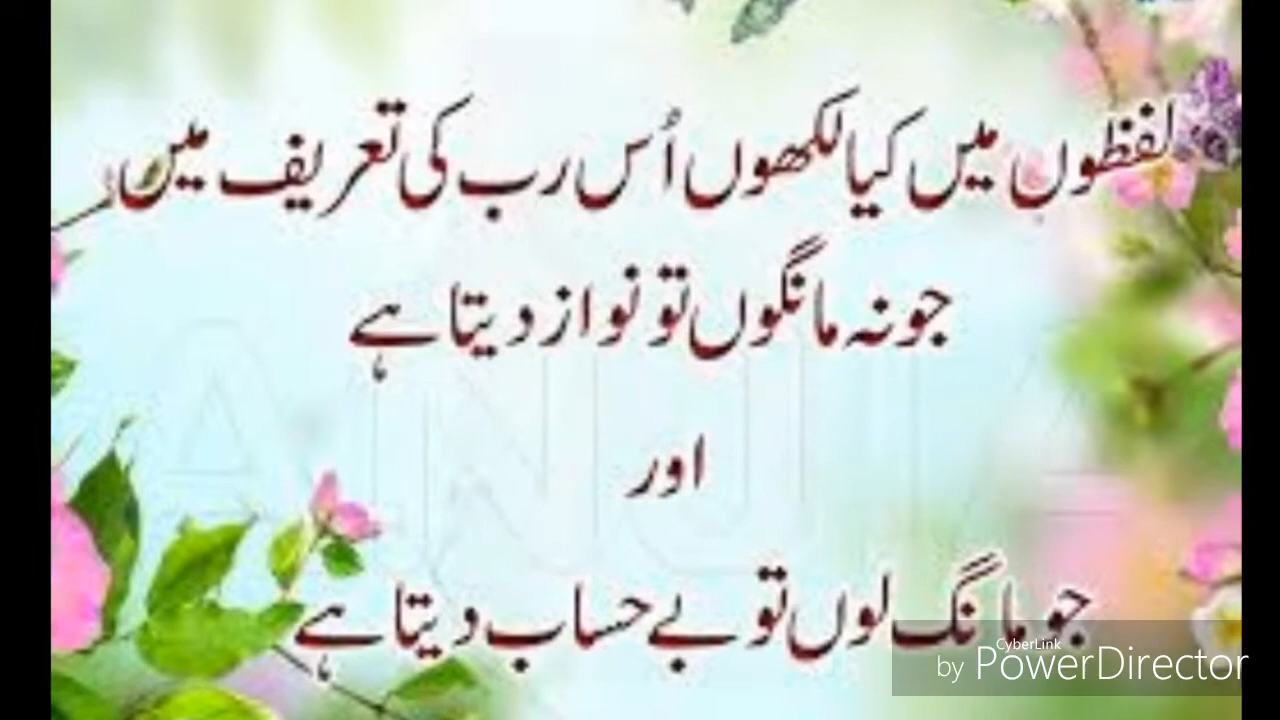 لفظوں میں کیا لکھوں اُس رب کی تعریف میں
جو نہ مانگوں تو نواز دیتا ہے
اور
جو مانگ لوں تو بے حساب دیتا ہے
CyberLink
by PowerDirector